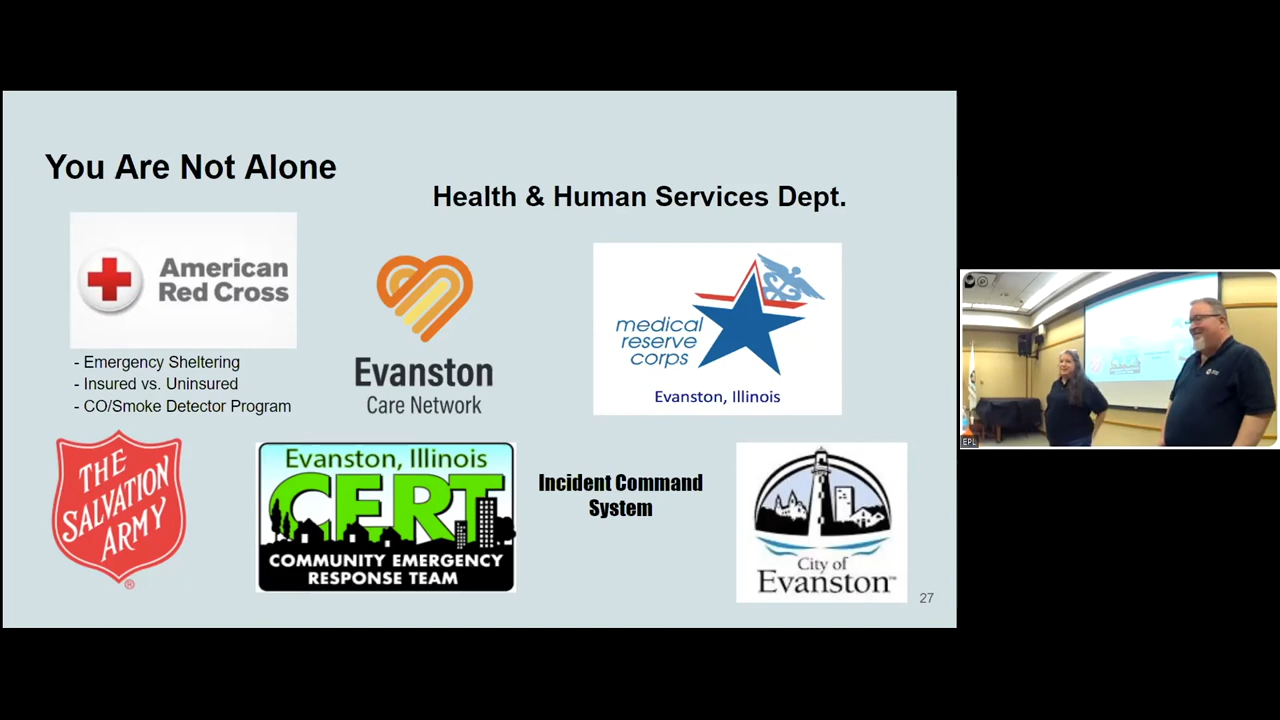 You Are Not Alone
Health & Human Services Dept.
American
Red Cross
- Emergency Sheltering
- Insured vs. Uninsured
- CO/Smoke Detector Program
Evanston
Care Network
medical
reserve
corps
Evanston, Illinois
THE
SALVATION
ARMY
®
Evanston, Illinois
CERT
COMMUNITY EMERGENCY
RESPONSE TEAM
Incident Command
System
City of
Evanston™
27
EPL